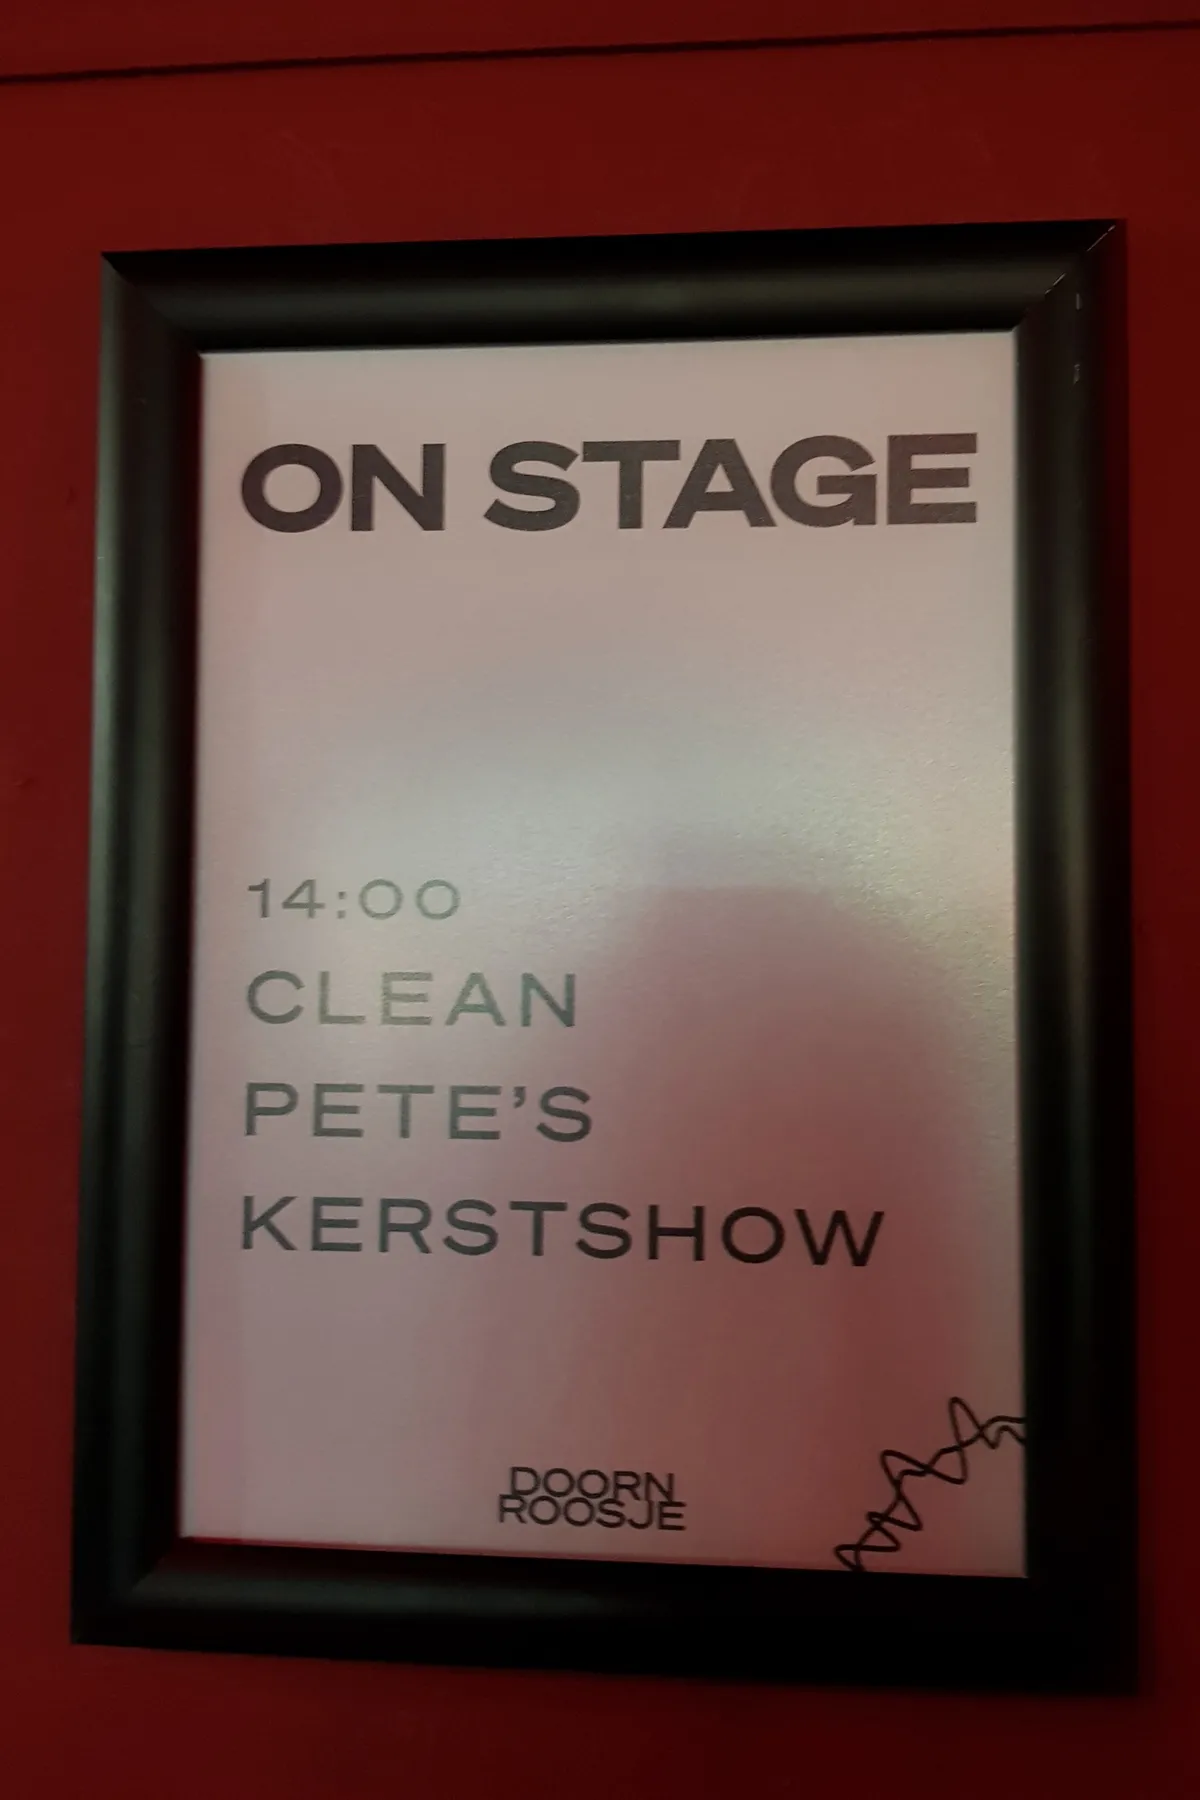 ON STAGE
14:00
CLEAN
PETE'S
KERSTSHOW
DOORN
ROOSJE